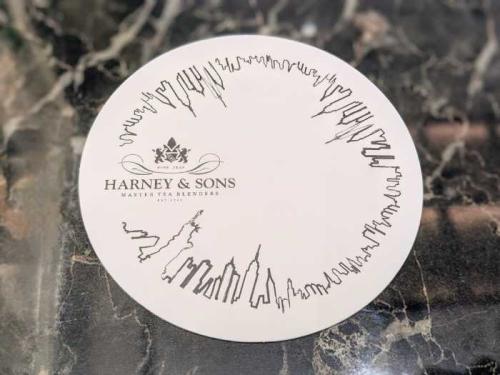 HARNEY & SONS
MASTER TEA BLENDERS